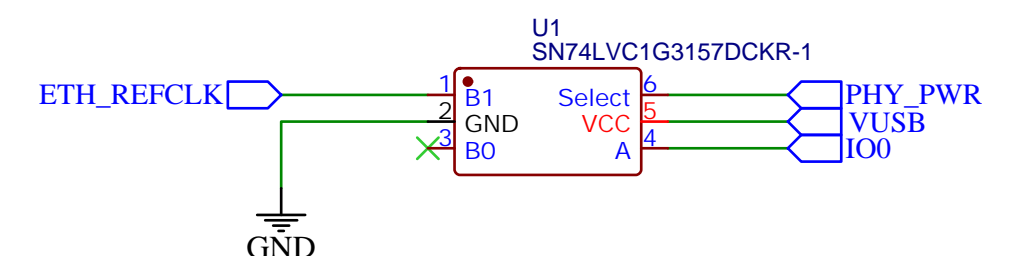 U1
SN74LVC1G3157DCKR-1
ETH_REFCLK
1
B1
Select
6
PHY_PWR
2
GND
VCC
5
VUSB
3
B0
A
4
IO0
GND